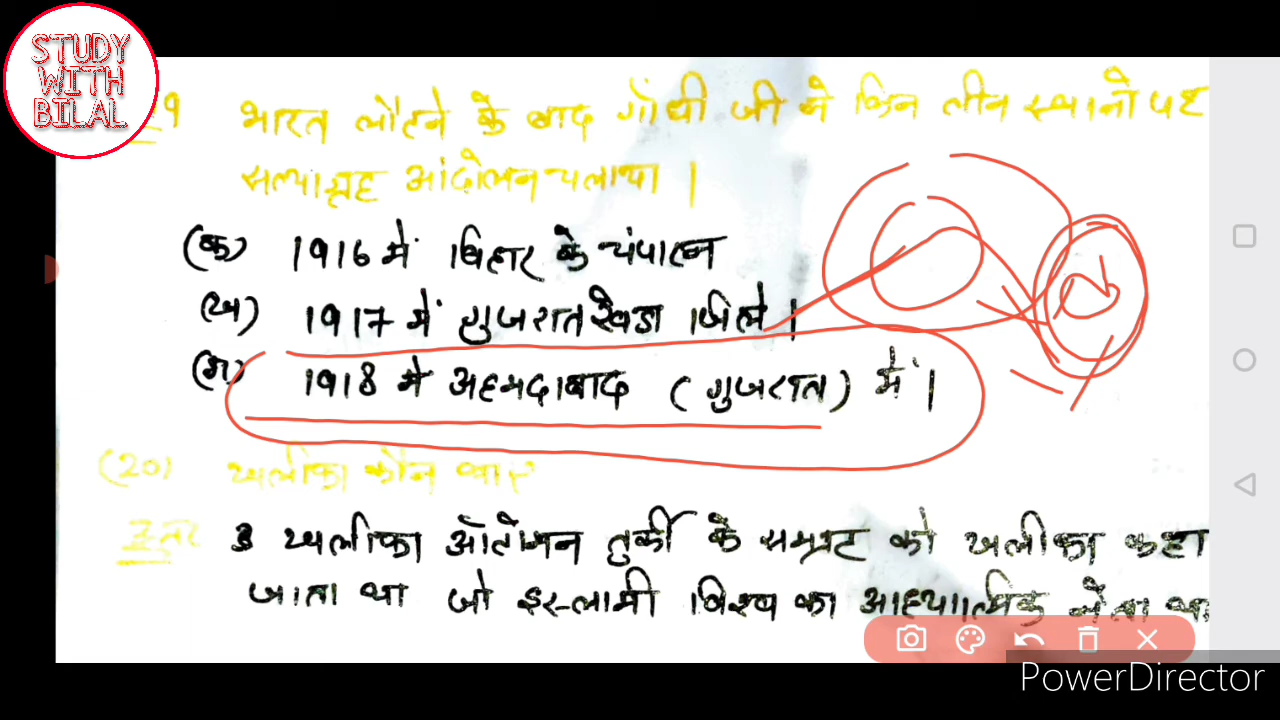 STUDY
WITH
BILAL
19 भारत लौटने के बाद गाँधी जी ने किन तीन स्थानों पर
सत्याग्रह आंदोलन चलाया |
(क) 1916 में बिहार के चंपारन
(ख) 1917 में गुजरात खेडा जिले |
(ग) 1918 में अहमदाबाद (गुजरात) में |
(20) खलीफा कौन था?
उत्तर खलीफा ऑटोमन तुर्की के सम्राट को खलीफा कहा
जाता था जो इस्लामी विश्व का आध्यात्मिक नेता था
PowerDirector